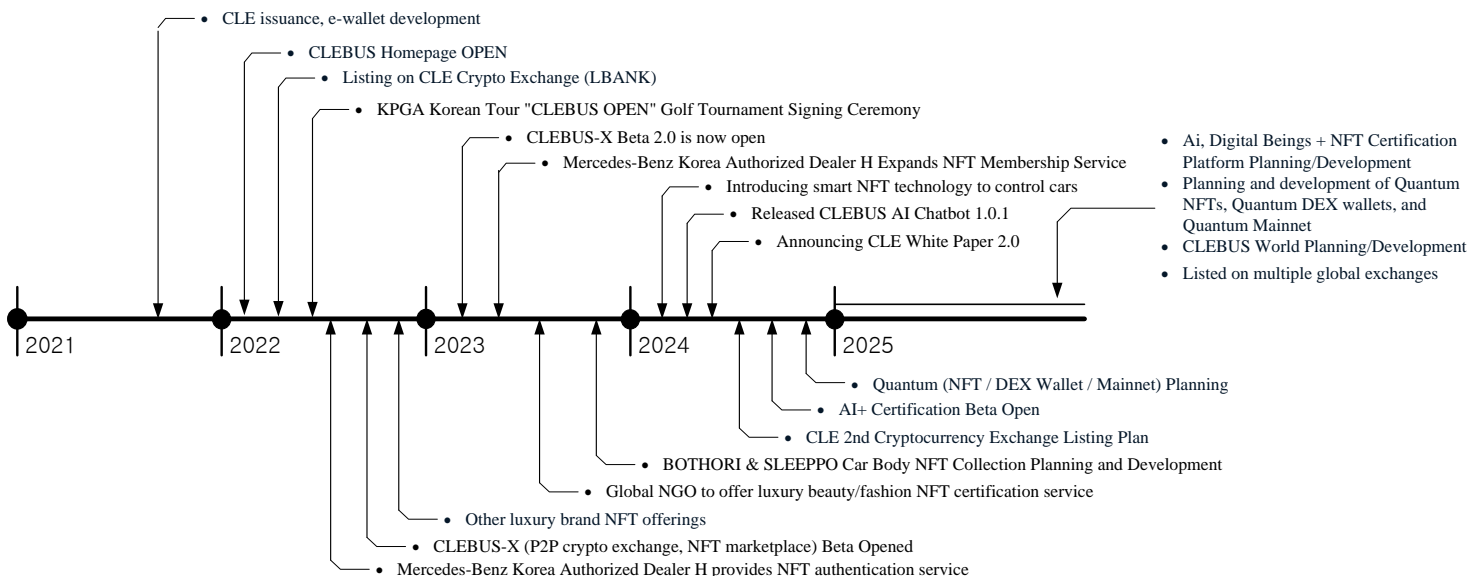 CLE issuance, e-wallet development
CLEBUS Homepage OPEN
Listing on CLE Crypto Exchange (LBANK)
KPGA Korean Tour "CLEBUS OPEN" Golf Tournament Signing Ceremony
CLEBUS-X Beta 2.0 is now open
Mercedes-Benz Korea Authorized Dealer H Expands NFT Membership Service
Introducing smart NFT technology to control cars
Released CLEBUS AI Chatbot 1.0.1
Announcing CLE White Paper 2.0
Ai, Digital Beings + NFT Certification
Platform Planning/Development
Planning and development of Quantum
NFTs, Quantum DEX wallets, and
Quantum Mainnet
CLEBUS World Planning/Development
Listed on multiple global exchanges
2021
2022
2023
2024
2025
Quantum (NFT / DEX Wallet / Mainnet) Planning
AI+ Certification Beta Open
CLE 2nd Cryptocurrency Exchange Listing Plan
BOTHORI & SLEEPPO Car Body NFT Collection Planning and Development
Global NGO to offer luxury beauty/fashion NFT certification service
Other luxury brand NFT offerings
CLEBUS-X (P2P crypto exchange, NFT marketplace) Beta Opened
Mercedes-Benz Korea Authorized Dealer H provides NFT authentication service